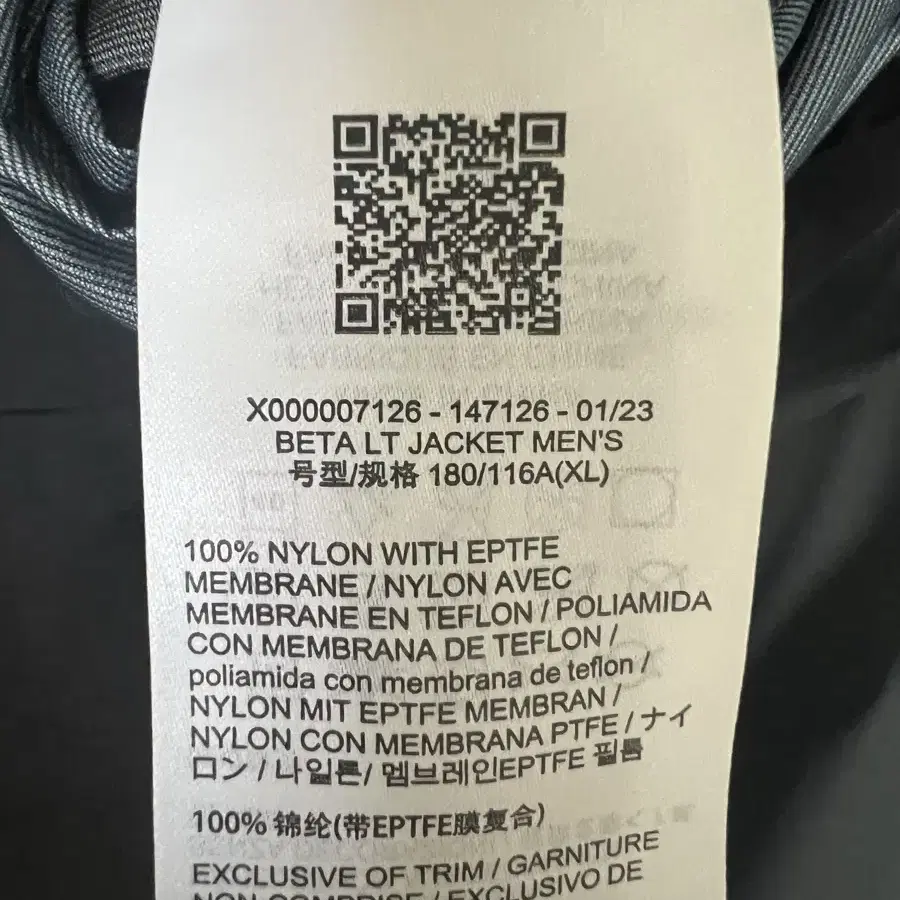 X000007126 - 147126 - 01/23
BETA LT JACKET MEN'S
号型/规格 180/116A(XL)
100% NYLON WITH EPTFE
MEMBRANE / NYLON AVEC
MEMBRANE EN TEFLON / POLIAMIDA
CON MEMBRANA DE TEFLON /
poliamida con membrana de teflon /
NYLON MIT EPTFE MEMBRAN /
NYLON CON MEMBRANA PTFE / ナイ
ロン / 나일론/ 멤브레인EPTFE 필름
100% 锦纶(带EPTFE膜复合)
EXCLUSIVE OF TRIM / GARNITURE
NON COMPRISE / EXCLUSIVO DE